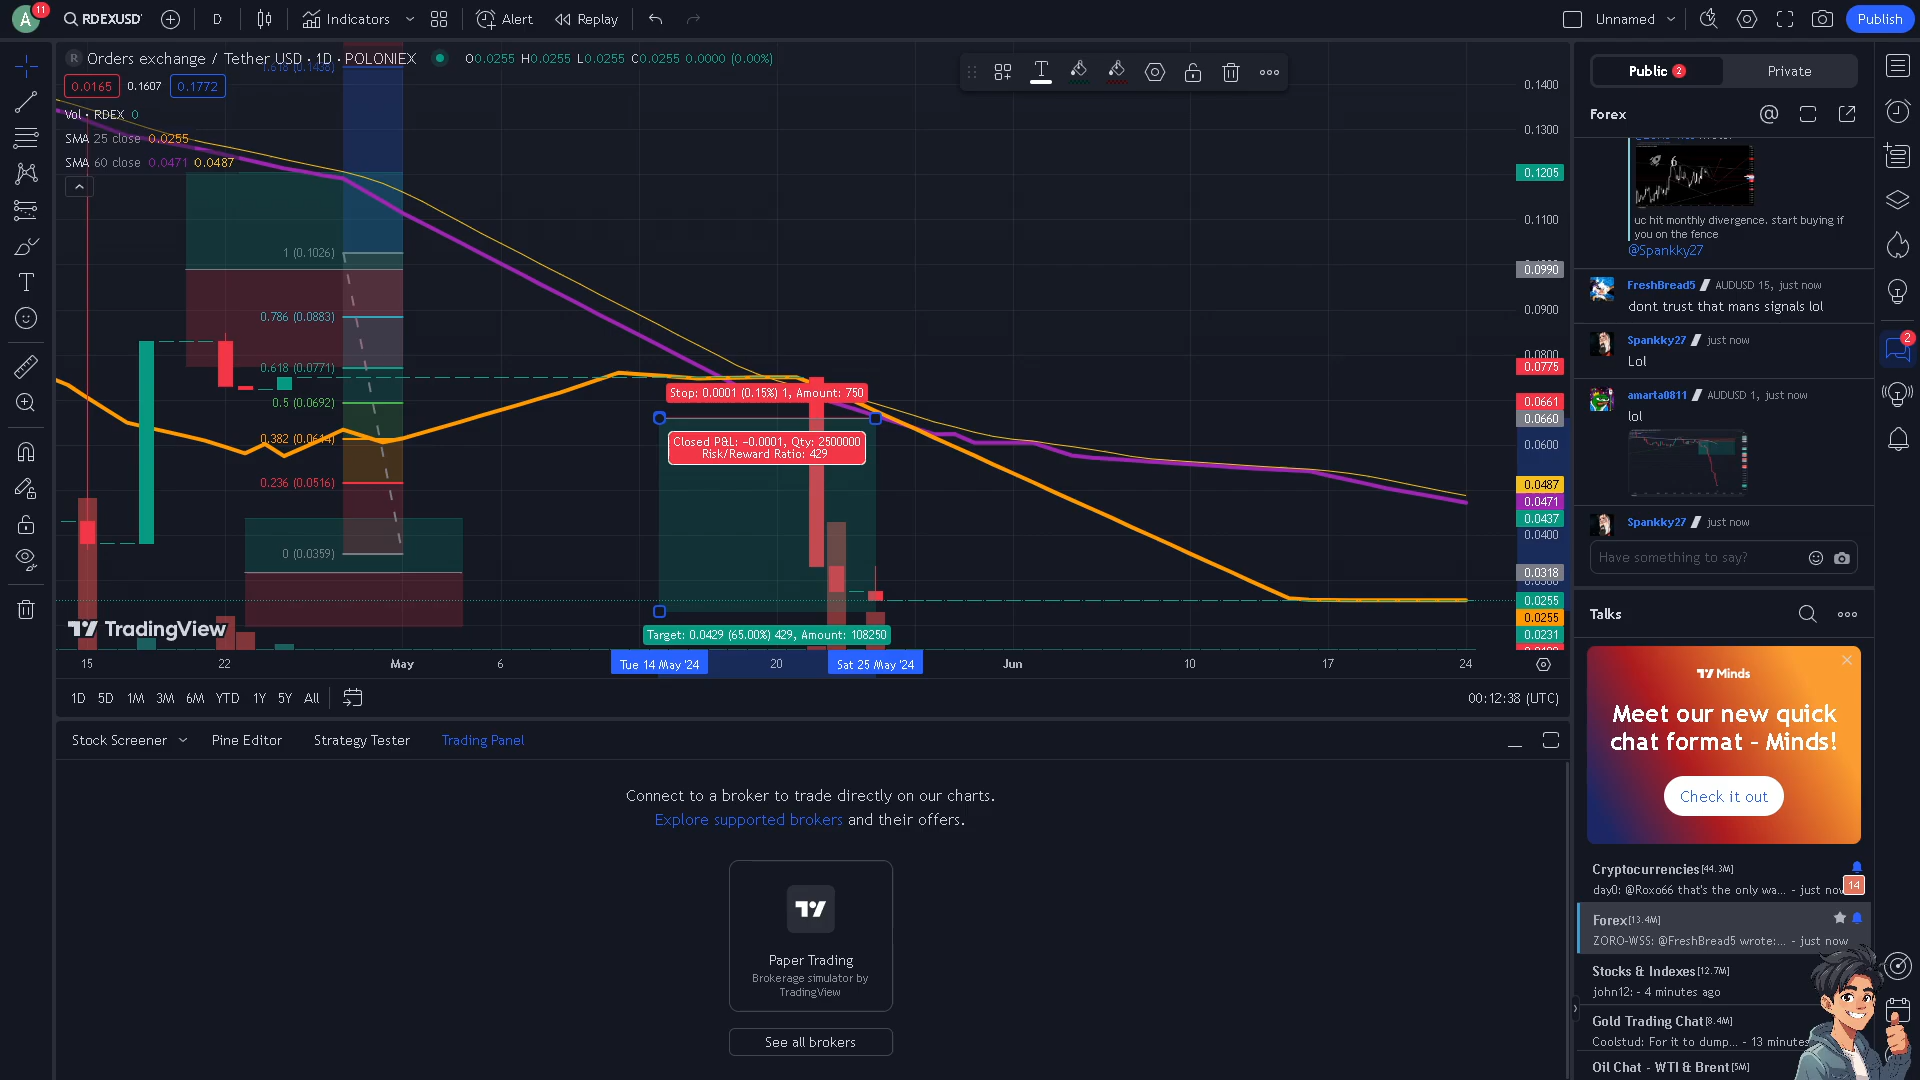 A
11
RDEXUSD
D
Indicators
Alert
Replay
Unnamed
Publish
R Orders exchange / Tether USD · 1D · POLONIEX
O0.0255 H0.0255 L0.0255 C0.0255 0.0000 (0.00%)
0.0165
0.1607
0.1772
Vol · RDEX 0
SMA 25 close 0.0255
SMA 60 close 0.0471 0.0487
1 (0.1026)
0.786 (0.0883)
0.618 (0.0771)
0.5 (0.0692)
0.382 (0.0614)
0.236 (0.0516)
0 (0.0359)
Stop: 0.0001 (0.15%) 1, Amount: 750
Closed P&L: −0.0001, Qty: 2500000
Risk/Reward Ratio: 429
Target: 0.0429 (65.00%) 429, Amount: 108250
TradingView
0.1400
0.1300
0.1205
0.1100
0.0990
0.0900
0.0800
0.0775
0.0661
0.0660
0.0600
0.0487
0.0471
0.0437
0.0400
0.0318
0.0255
0.0255
0.0231
15
22
May
6
Tue 14 May '24
20
Sat 25 May '24
Jun
10
17
24
1D
5D
1M
3M
6M
YTD
1Y
5Y
All
00:12:38 (UTC)
Stock Screener
Pine Editor
Strategy Tester
Trading Panel
Connect to a broker to trade directly on our charts.
Explore supported brokers and their offers.
Paper Trading
Brokerage simulator by
TradingView
See all brokers
Public 2
Private
Forex
uc hit monthly divergence. start buying if
you on the fence
@Spankky27
FreshBread5 AUDUSD 15, just now
dont trust that mans signals lol
Spankky27 just now
Lol
amarta0811 AUDUSD 1, just now
lol
Spankky27 just now
Have something to say?
2
Talks
Minds
Meet our new quick
chat format - Minds!
Check it out
Cryptocurrencies[44.3M]
day0: @Roxo66 that's the only wa... - just now
14
Forex[13.4M]
ZORO-WSS: @FreshBread5 wrote:... - just now
Stocks & Indexes[12.7M]
john12: - 4 minutes ago
Gold Trading Chat[8.4M]
Coolstud: For it to dump... - 13 minutes
Oil Chat - WTI & Brent[5M]